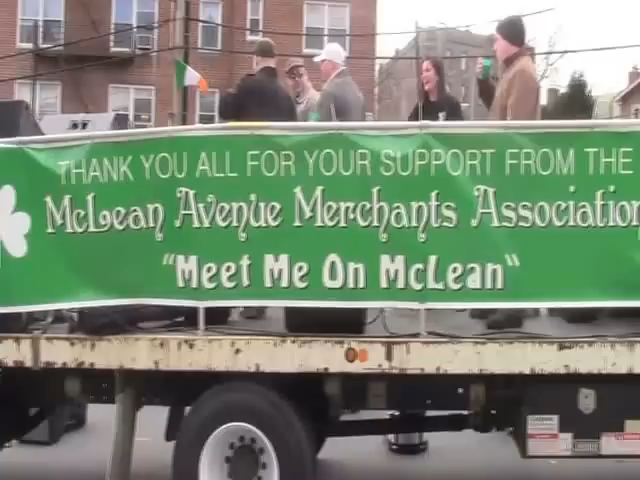 THANK YOU ALL FOR YOUR SUPPORT FROM THE
McLean Avenue Merchants Association
"Meet Me On McLean"